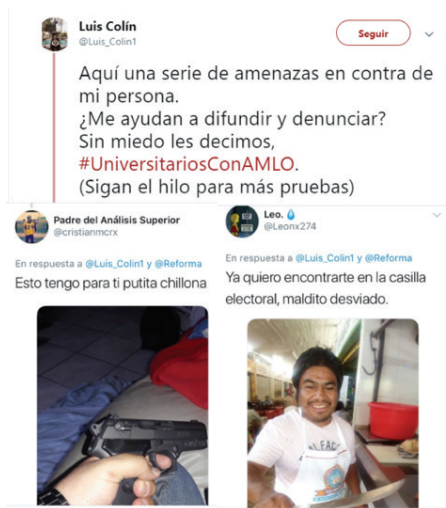 Luis Colín
@Luis_Colin1
Seguir
Aquí una serie de amenazas en contra de
mi persona.
¿Me ayudan a difundir y denunciar?
Sin miedo les decimos,
#UniversitariosConAMLO.
(Sigan el hilo para más pruebas)
Padre del Análisis Superior
@cristianmcrx
En respuesta a @Luis_Colin1 y @Reforma
Esto tengo para ti putita chillona
Leo.
@Leonx274
En respuesta a @Luis_Colin1 y @Reforma
Ya quiero encontrarte en la casilla
electoral, maldito desviado.